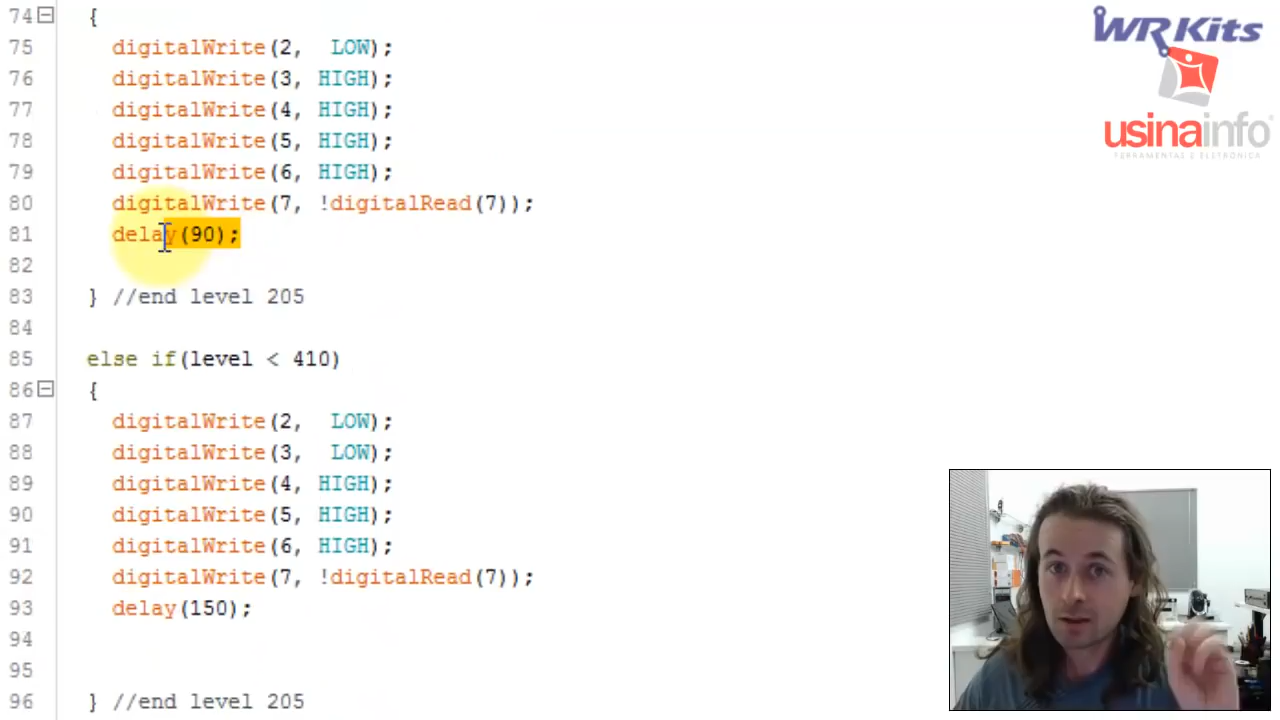 74 {
75 digitalWrite(2,  LOW);
76 digitalWrite(3, HIGH);
77 digitalWrite(4, HIGH);
78 digitalWrite(5, HIGH);
79 digitalWrite(6, HIGH);
80 digitalWrite(7, !digitalRead(7));
81 delay(90);
82
83 } //end level 205
84
85 else if(level < 410)
86 {
87 digitalWrite(2,  LOW);
88 digitalWrite(3,  LOW);
89 digitalWrite(4, HIGH);
90 digitalWrite(5, HIGH);
91 digitalWrite(6, HIGH);
92 digitalWrite(7, !digitalRead(7));
93 delay(150);
94
95
96 } //end level 205
WR Kits
usinainfo
FERRAMENTAS E ELETRÔNICA